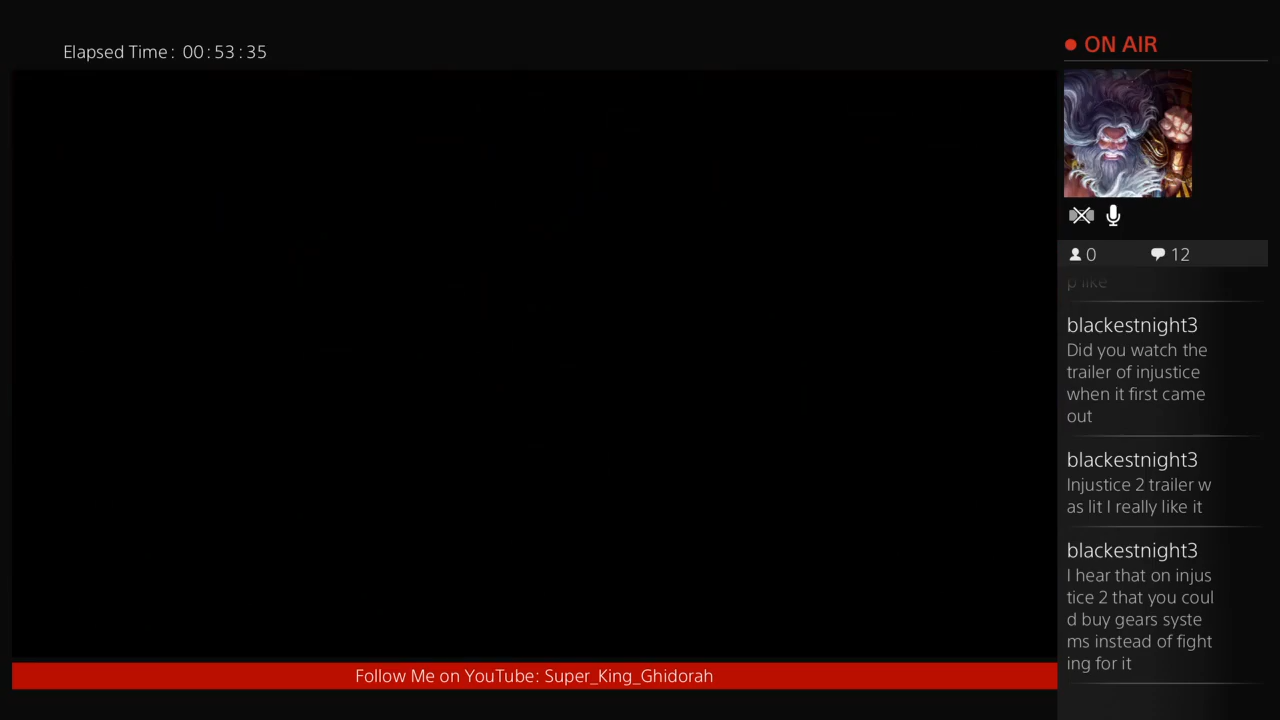 Elapsed Time: 00:53:35
ON AIR
0 12
p like
blackestnight3
Did you watch the
trailer of injustice
when it first came
out
blackestnight3
Injustice 2 trailer w
as lit I really like it
blackestnight3
I hear that on injus
tice 2 that you coul
d buy gears syste
ms instead of fight
ing for it
Follow Me on YouTube: Super_King_Ghidorah